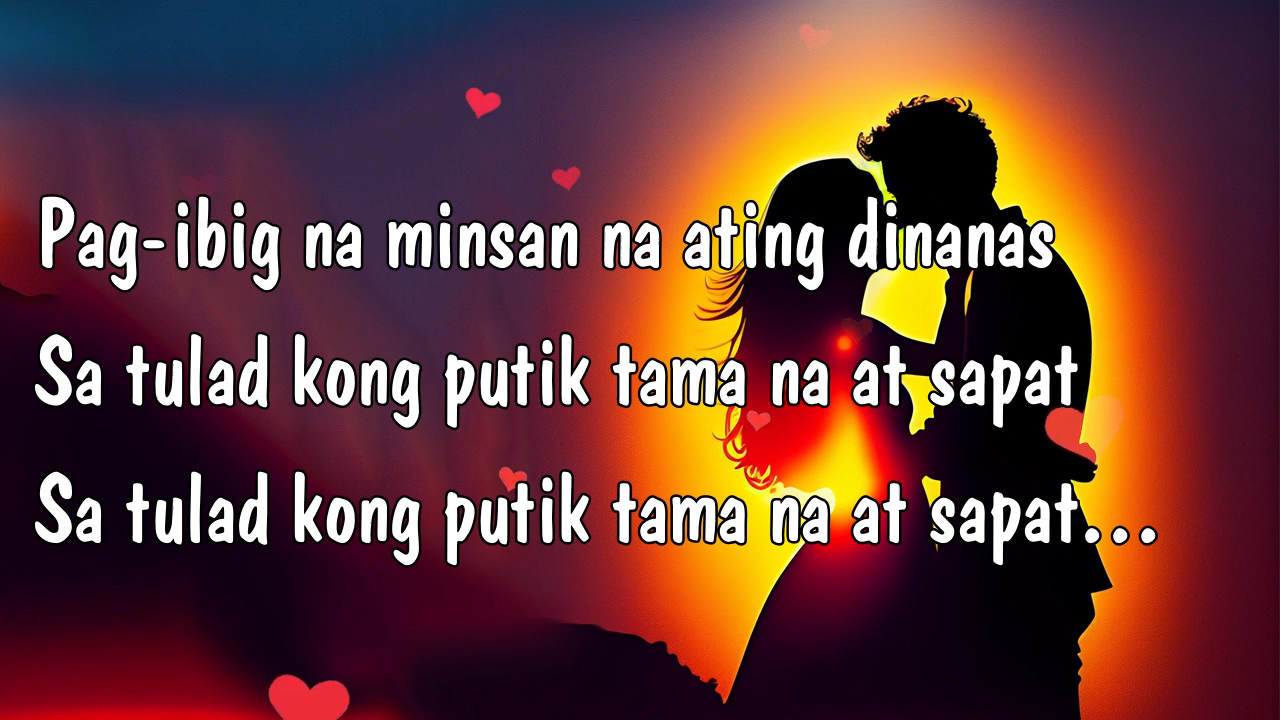 Pag-ibig na minsan na ating dinanas
Sa tulad kong putik tama na at sapat
Sa tulad kong putik tama na at sapat...